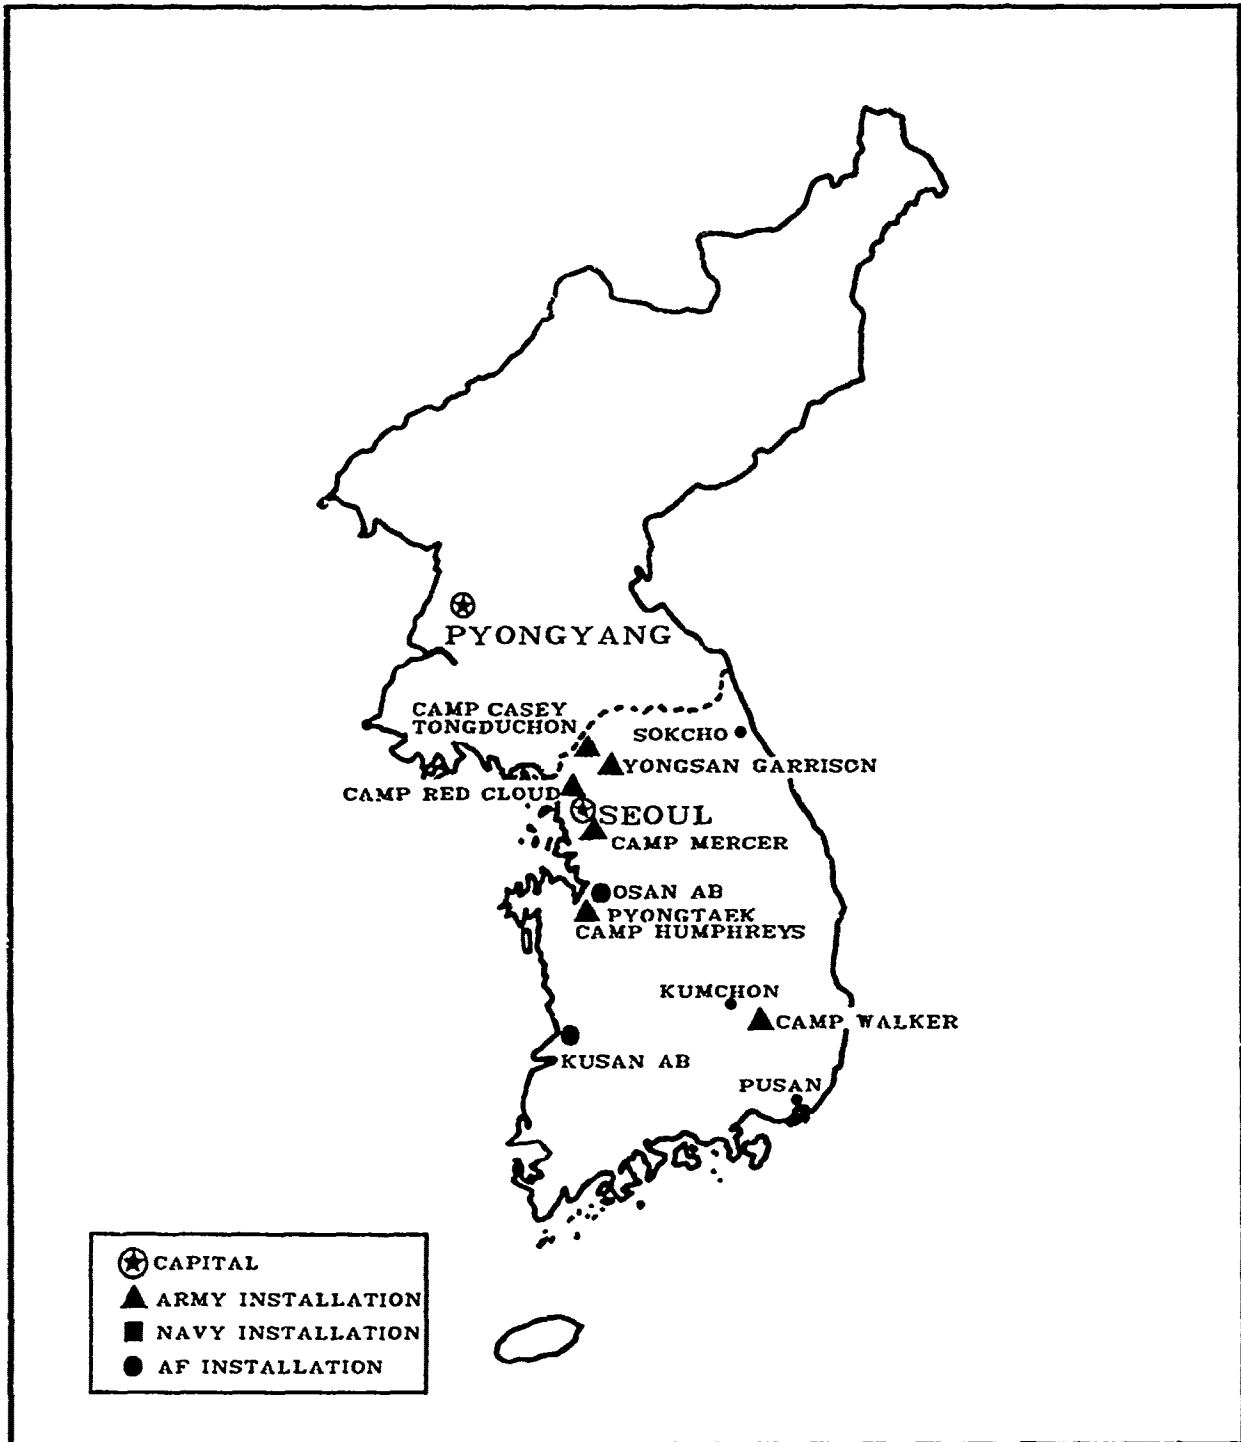 PYONGYANG
CAMP CASEY
TONGDUCHON
SOKCHO
YONGSAN GARRISON
CAMP RED CLOUD
SEOUL
CAMP MERCER
OSAN AB
PYONGTAEK
CAMP HUMPHREYS
KUMCHON
CAMP WALKER
KUSAN AB
PUSAN
CAPITAL
ARMY INSTALLATION
NAVY INSTALLATION
AF INSTALLATION